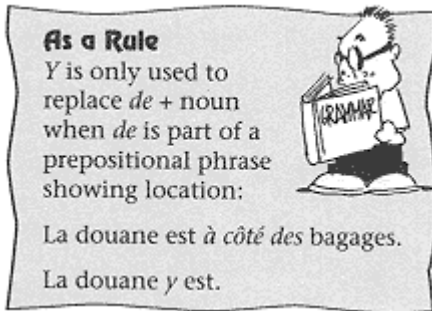 As a Rule
Y is only used to
replace de + noun
when de is part of a
prepositional phrase
showing location:
GRAMMAR
La douane est à côté des bagages.
La douane y est.